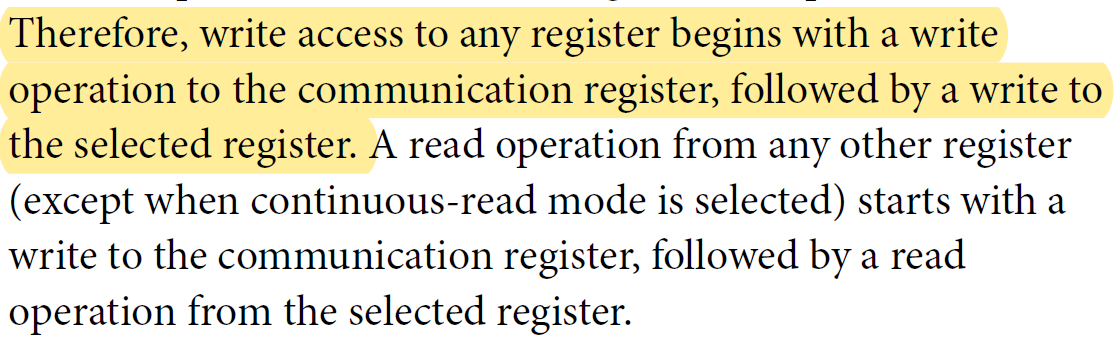 Therefore, write access to any register begins with a write
operation to the communication register, followed by a write to
the selected register. A read operation from any other register
(except when continuous-read mode is selected) starts with a
write to the communication register, followed by a read
operation from the selected register.